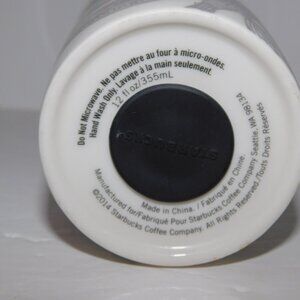 Do Not Microwave. Ne pas mettre au four à micro-ondes.
Hand Wash Only. Lavage à la main seulement.
12 fl oz/355mL
STARBUCKS
Made in China. / Fabriqué en Chine.
Manufactured for/Fabriqué Pour Starbucks Coffee Company Seattle, WA 98134
©2014 Starbucks Coffee Company. All Rights Reserved./Touts Droits Réservés